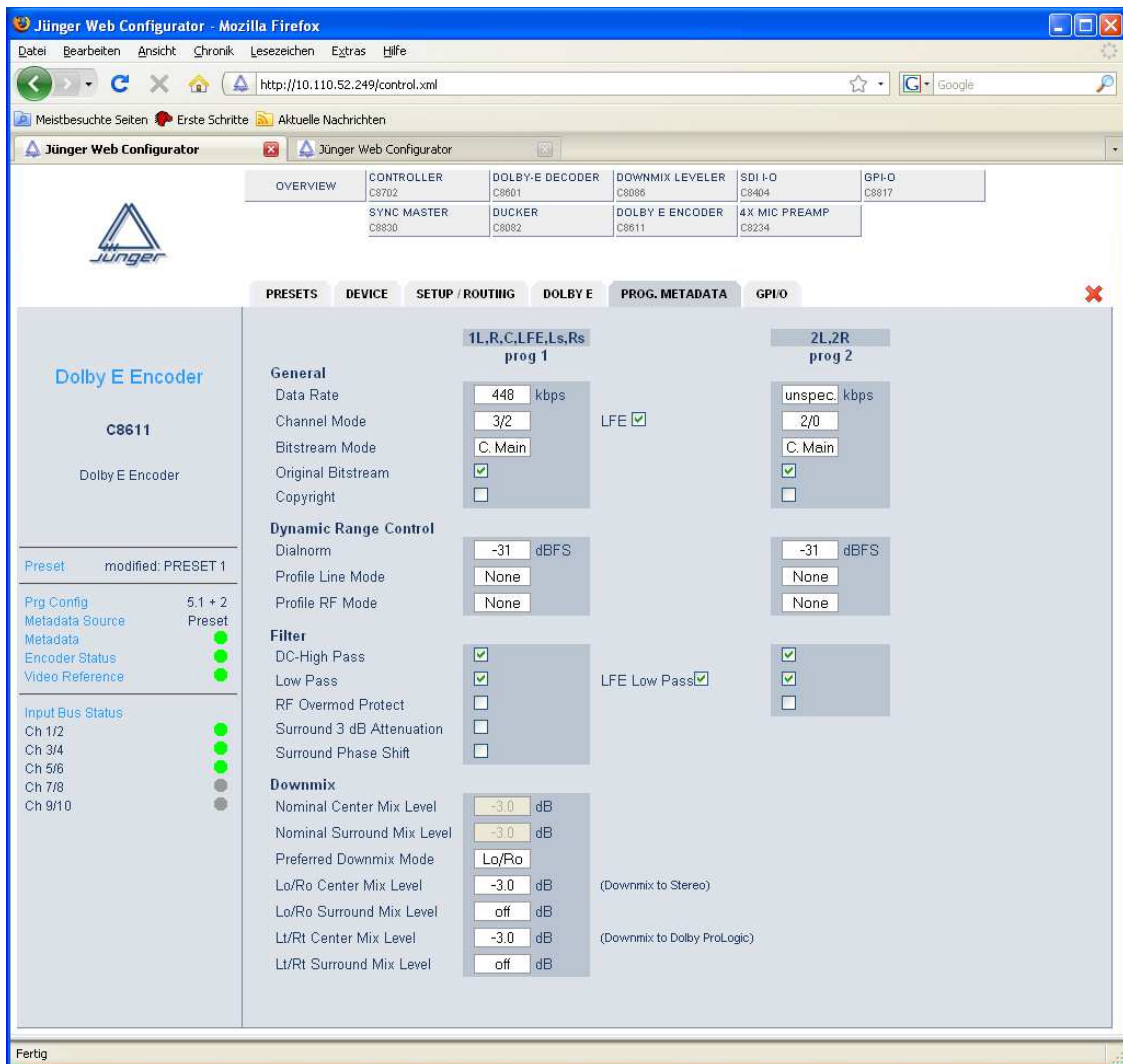 Jünger Web Configurator - Mozilla Firefox
Datei Bearbeiten Ansicht Chronik Lesezeichen Extras Hilfe
http://10.110.52.249/control.xml
G Google
Meistbesuchte Seiten Erste Schritte Aktuelle Nachrichten
Jünger Web Configurator Jünger Web Configurator
OVERVIEW CONTROLLER DOLBY-E DECODER DOWNMIX LEVELER SDI I-O GPI-O
C8702 C8601 C8086 C8404 C8817
SYNC MASTER DUCKER DOLBY E ENCODER 4X MIC PREAMP
C8830 C8082 C8611 C8234
Jünger
PRESETS DEVICE SETUP / ROUTING DOLBY E PROG. METADATA GPI/O
Dolby E Encoder
C8611
Dolby E Encoder
Preset modified: PRESET 1
Prg Config 5.1 + 2
Metadata Source Preset
Metadata
Encoder Status
Video Reference
Input Bus Status
Ch 1/2
Ch 3/4
Ch 5/6
Ch 7/8
Ch 9/10
1L,R,C,LFE,Ls,Rs 2L,2R
prog 1 prog 2
General
Data Rate 448 kbps unspec. kbps
Channel Mode 3/2 LFE 2/0
Bitstream Mode C. Main C. Main
Original Bitstream
Copyright
Dynamic Range Control
Dialnorm -31 dBFS -31 dBFS
Profile Line Mode None None
Profile RF Mode None None
Filter
DC-High Pass
Low Pass LFE Low Pass
RF Overmod Protect
Surround 3 dB Attenuation
Surround Phase Shift
Downmix
Nominal Center Mix Level -3.0 dB
Nominal Surround Mix Level -3.0 dB
Preferred Downmix Mode Lo/Ro
Lo/Ro Center Mix Level -3.0 dB (Downmix to Stereo)
Lo/Ro Surround Mix Level off dB
Lt/Rt Center Mix Level -3.0 dB (Downmix to Dolby ProLogic)
Lt/Rt Surround Mix Level off dB
Fertig